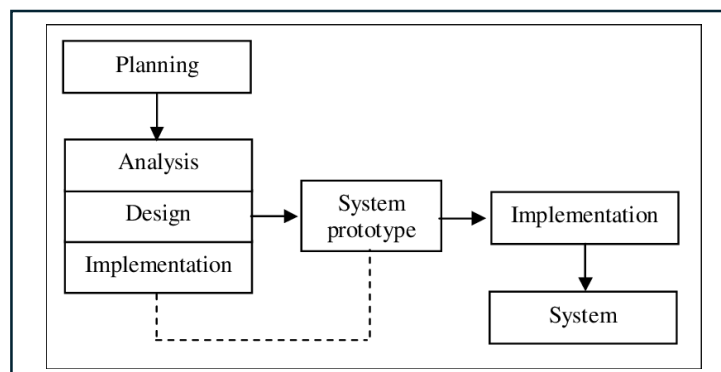 Planning
Analysis
Design
Implementation
System
prototype
Implementation
System